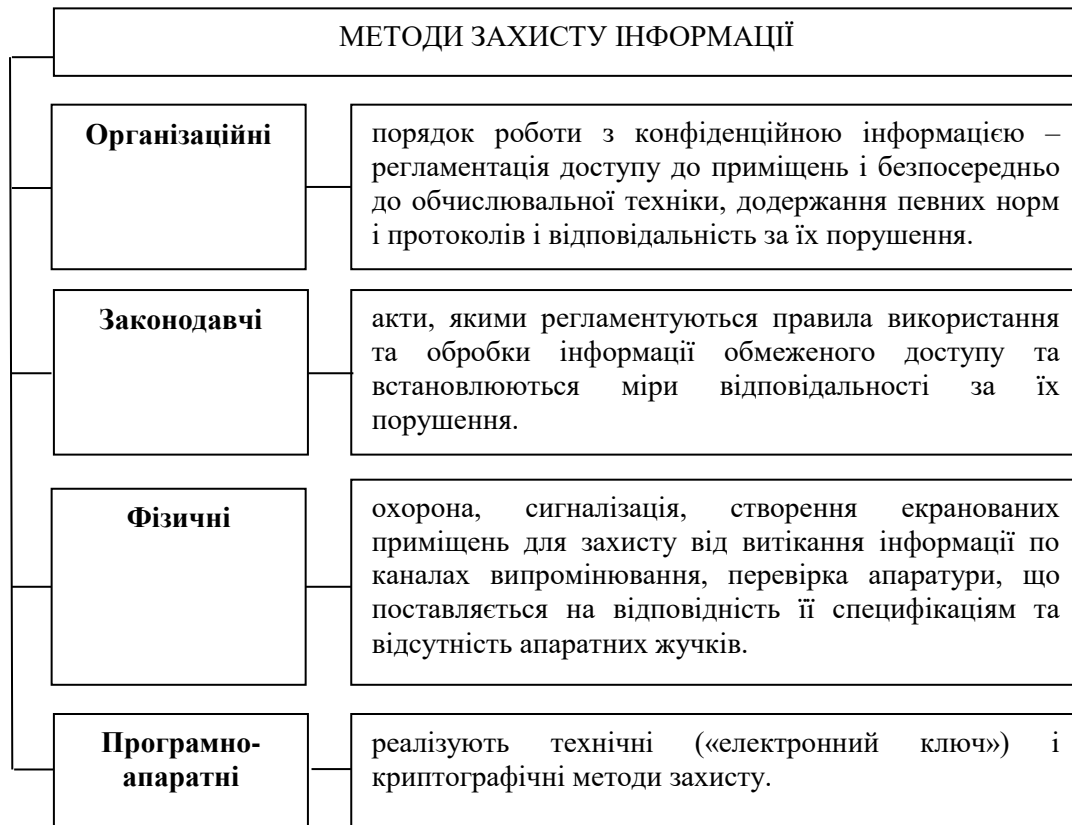 МЕТОДИ ЗАХИСТУ ІНФОРМАЦІЇ
Організаційні
порядок роботи з конфіденційною інформацією –
регламентація доступу до приміщень і безпосередньо
до обчислювальної техніки, додержання певних норм
і протоколів і відповідальність за їх порушення.
Законодавчі
акти, якими регламентуються правила використання
та обробки інформації обмеженого доступу та
встановлюються міри відповідальності за їх
порушення.
Фізичні
охорона, сигналізація, створення екранованих
приміщень для захисту від витікання інформації по
каналах випромінювання, перевірка апаратури, що
поставляється на відповідність її специфікаціям та
відсутність апаратних жучків.
Програмно-
апаратні
реалізують технічні («електронний ключ») і
криптографічні методи захисту.